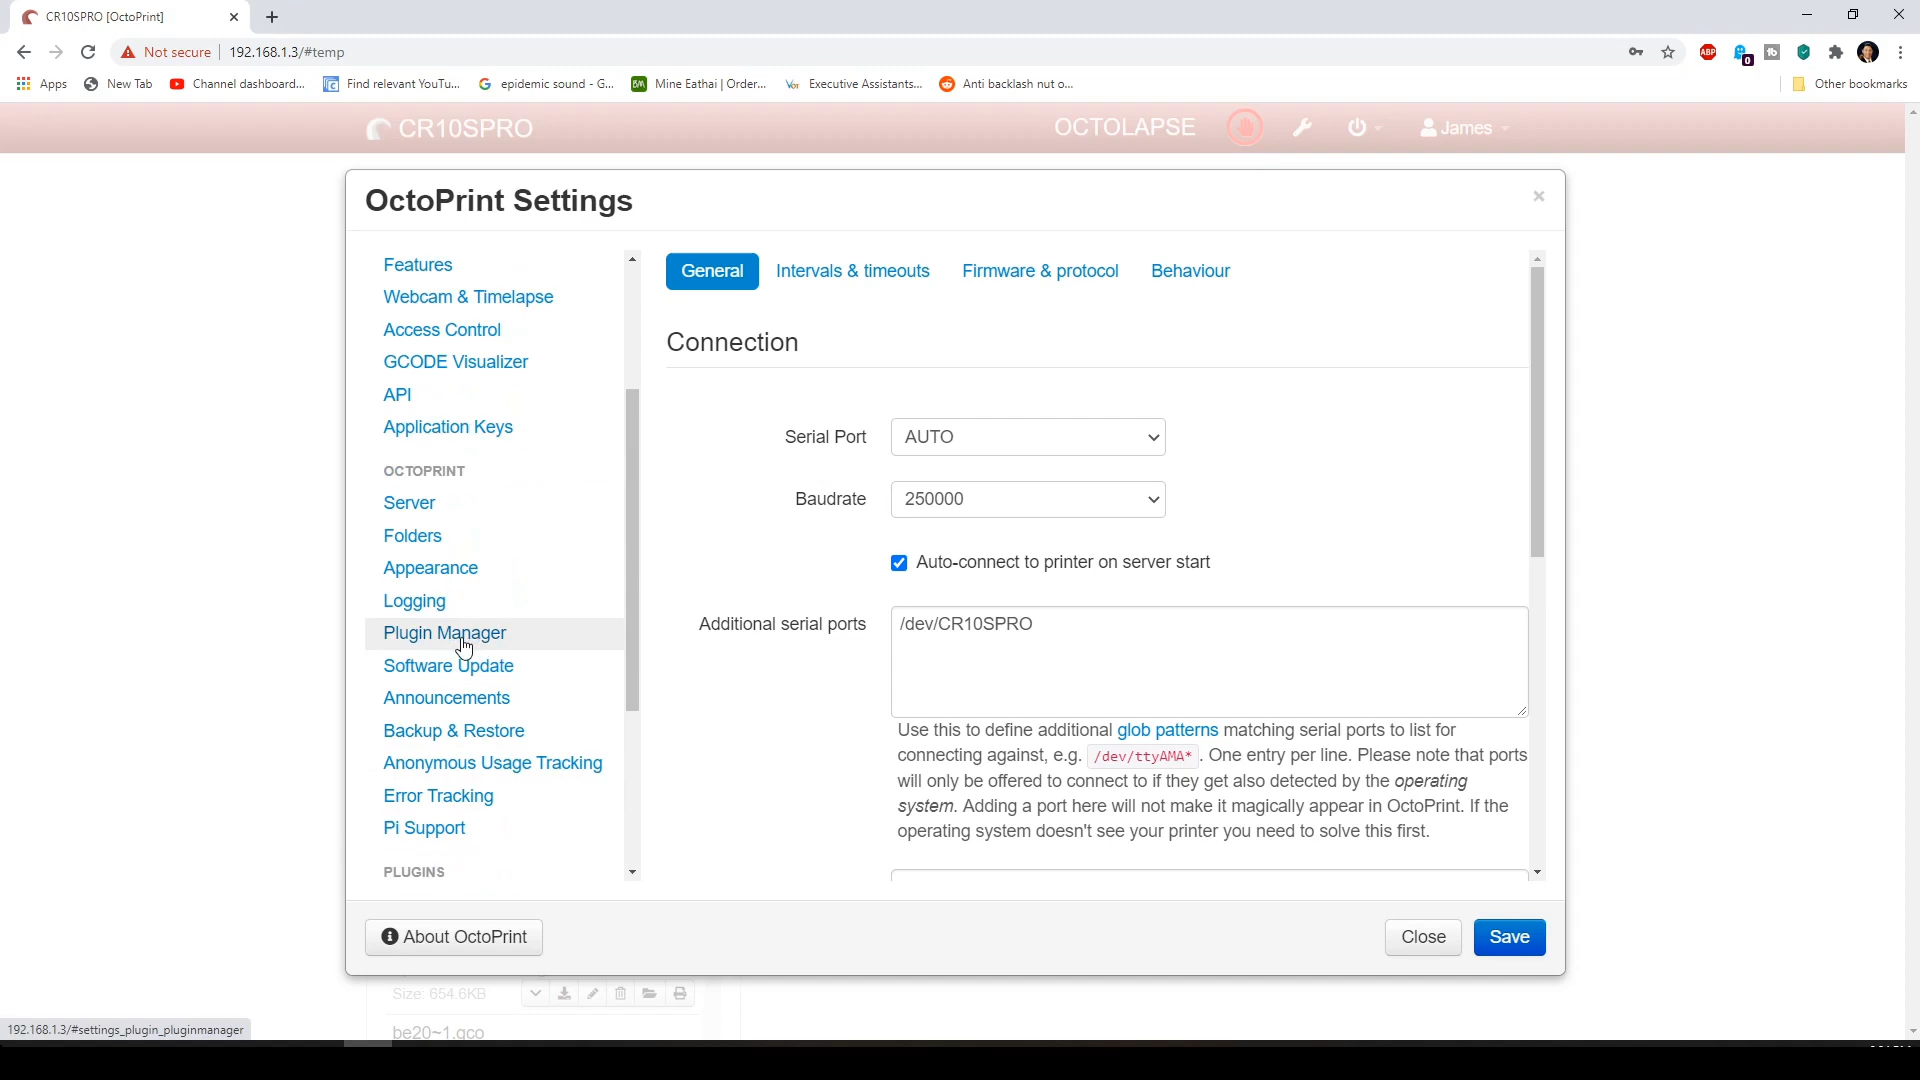 CR10SPRO [OctoPrint]
Not secure
192.168.1.3/#temp
ABP
0
Apps
New Tab
Channel dashboard...
Find relevant YouTu...
epidemic sound - G...
BM
Mine Eathai | Order...
Executive Assistants...
Anti backlash nut o...
Other bookmarks
CR10SPRO
OCTOLAPSE
James
OctoPrint Settings
Features
Webcam & Timelapse
Access Control
GCODE Visualizer
API
Application Keys
OCTOPRINT
Server
Folders
Appearance
Logging
Plugin Manager
Software Update
Announcements
Backup & Restore
Anonymous Usage Tracking
Error Tracking
Pi Support
PLUGINS
General
Intervals & timeouts
Firmware & protocol
Behaviour
Connection
Serial Port
AUTO
Baudrate
250000
Auto-connect to printer on server start
Additional serial ports
/dev/CR10SPRO
Use this to define additional glob patterns matching serial ports to list for
connecting against, e.g. /dev/ttyAMA* . One entry per line. Please note that ports
will only be offered to connect to if they get also detected by the operating
system. Adding a port here will not make it magically appear in OctoPrint. If the
operating system doesn't see your printer you need to solve this first.
About OctoPrint
Close
Save
Size: 654.6KB
be20~1.gco
192.168.1.3/#settings_plugin_pluginmanager